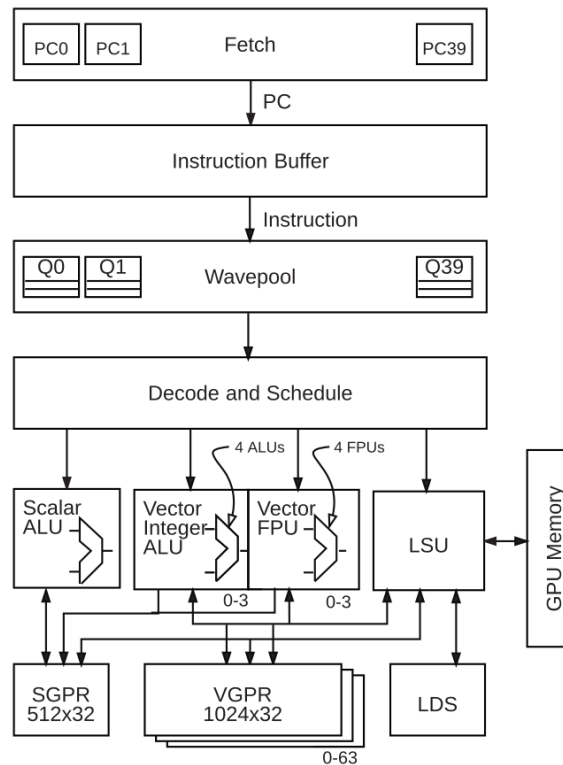 PC0
PC1
Fetch
PC39
PC
Instruction Buffer
Instruction
Q0
Q1
Wavepool
Q39
Decode and Schedule
4 ALUs
4 FPUs
Scalar
ALU
Vector
Integer
ALU
Vector
FPU
LSU
GPU Memory
0-3
0-3
SGPR
512x32
VGPR
1024x32
LDS
0-63